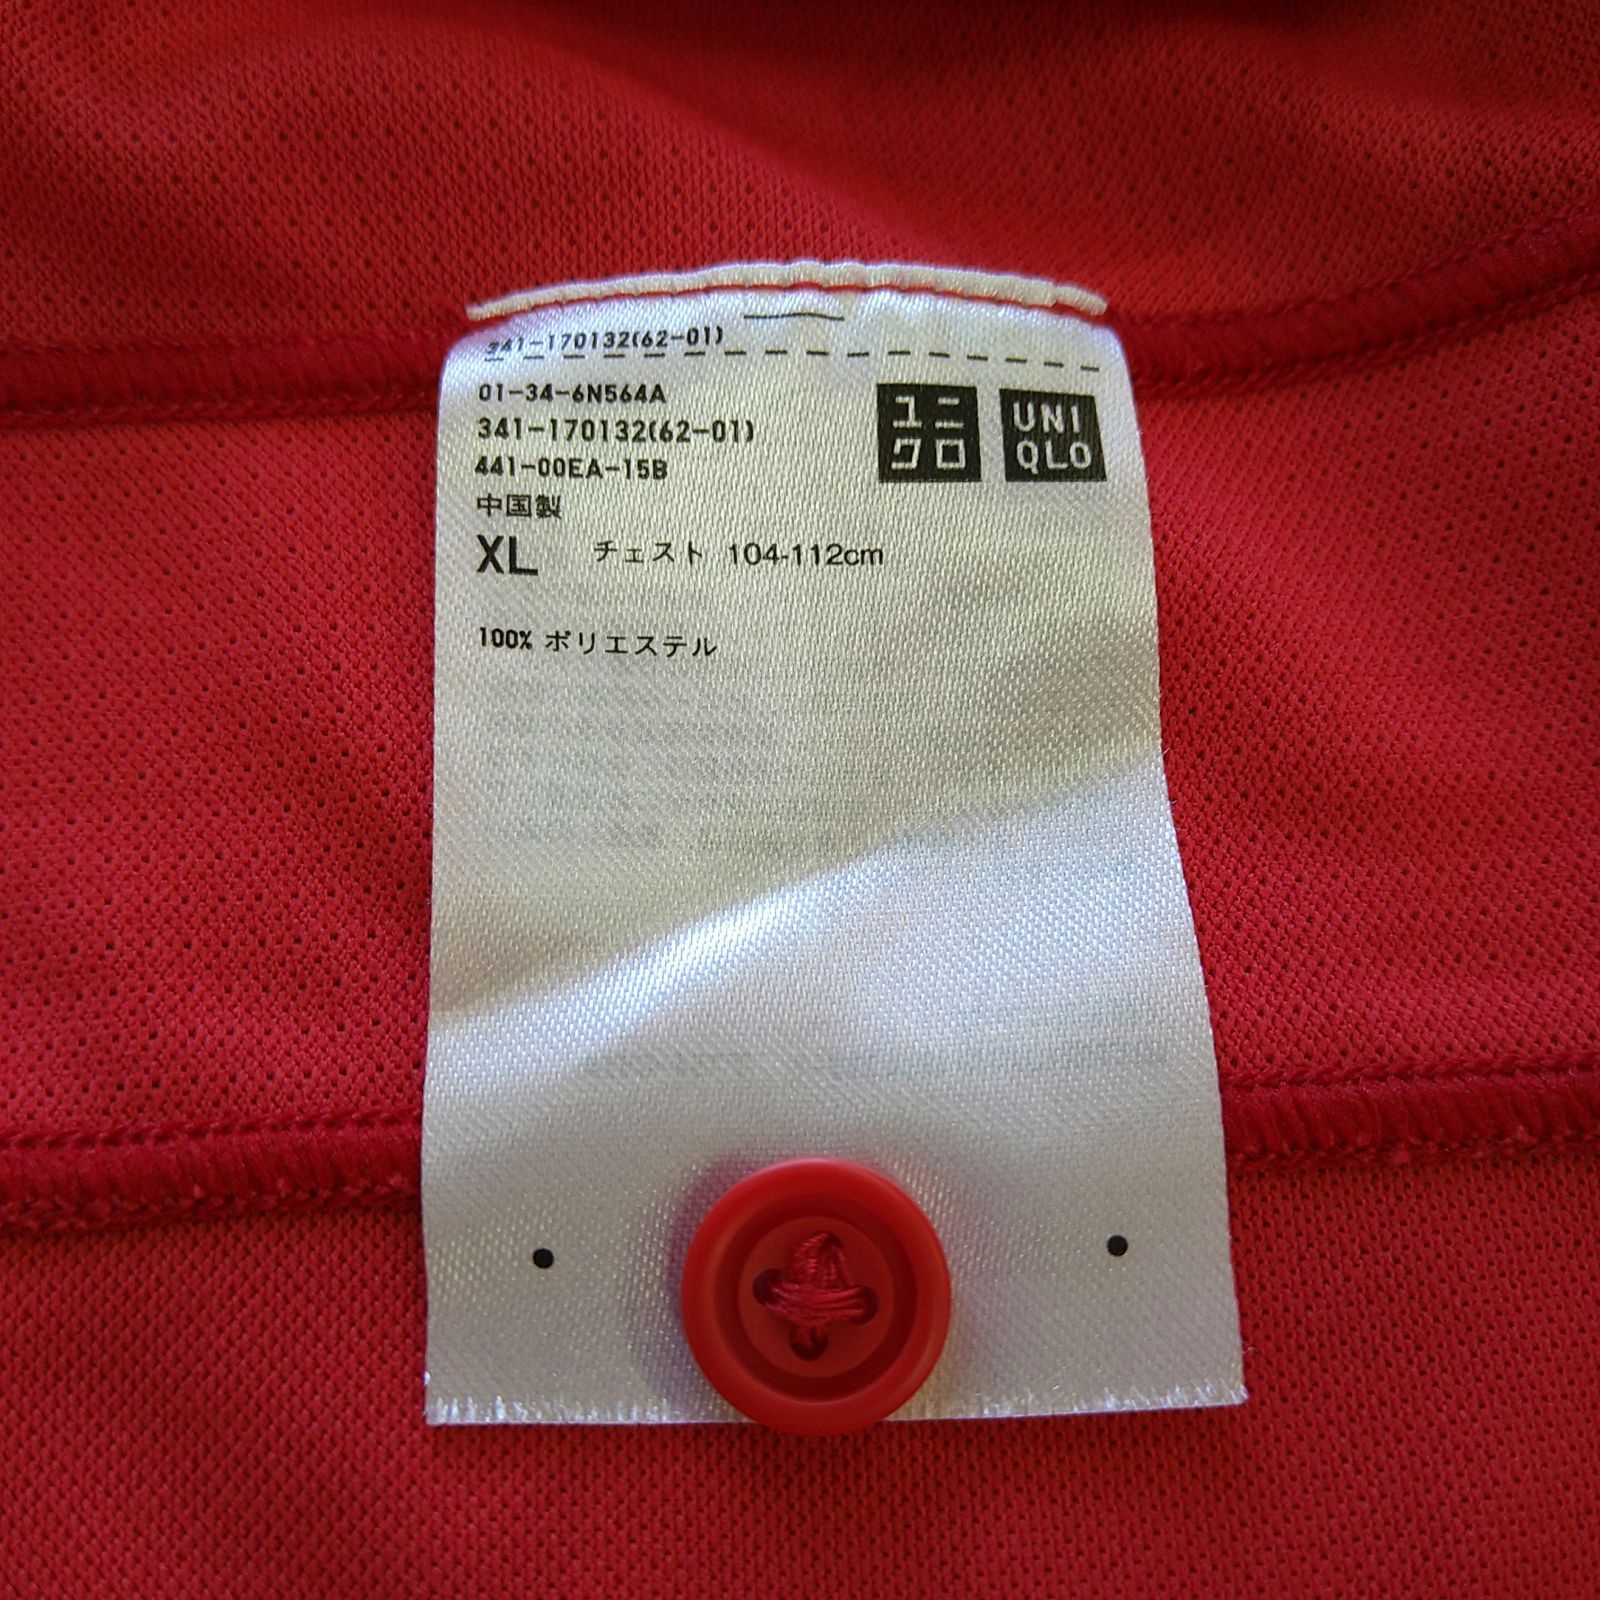 341-170132(62-01)
01-34-6N564A
341-170132(62-01)
441-00EA-15B
中国製
XL チェスト 104-112cm
100% ポリエステル
ユニ
クロ
UNI
QLO